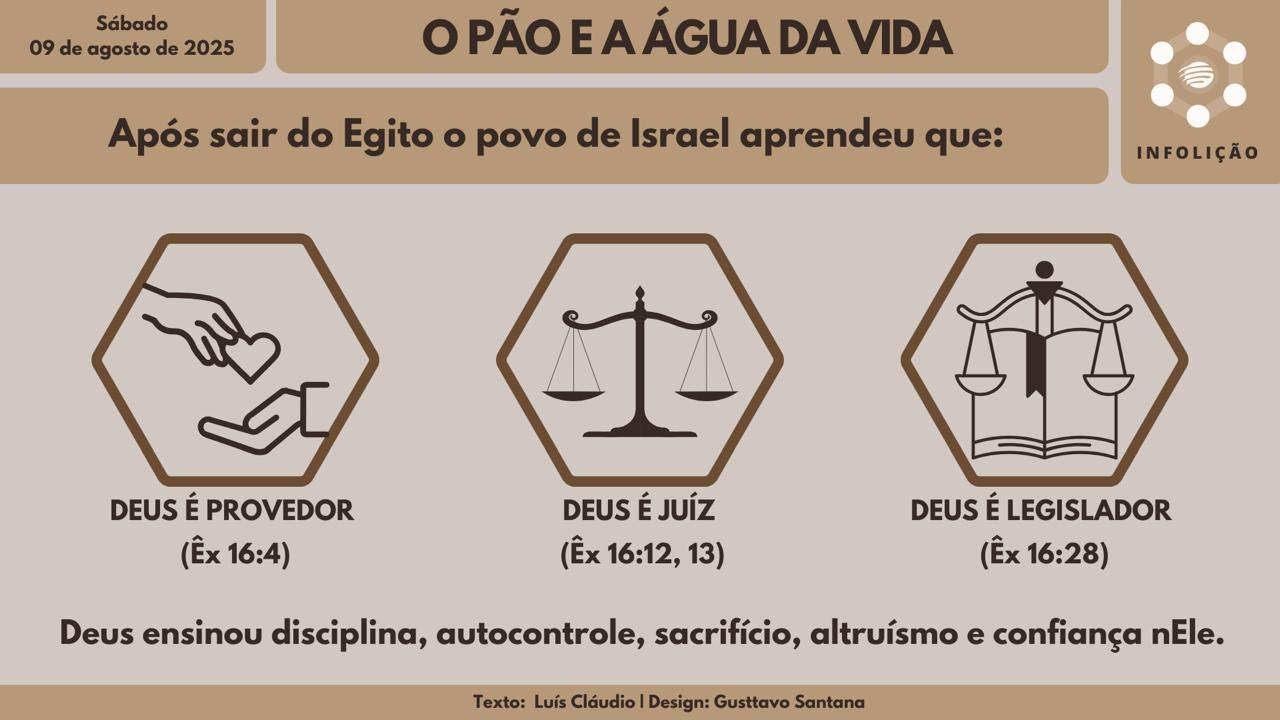 Sábado
09 de agosto de 2025
O PÃO E A ÁGUA DA VIDA
INFOLIÇÃO
Após sair do Egito o povo de Israel aprendeu que:
DEUS É PROVEDOR
(Êx 16:4)
DEUS É JUÍZ
(Êx 16:12, 13)
DEUS É LEGISLADOR
(Êx 16:28)
Deus ensinou disciplina, autocontrole, sacrifício, altruísmo e confiança nEle.
Texto: Luís Cláudio | Design: Gusttavo Santana